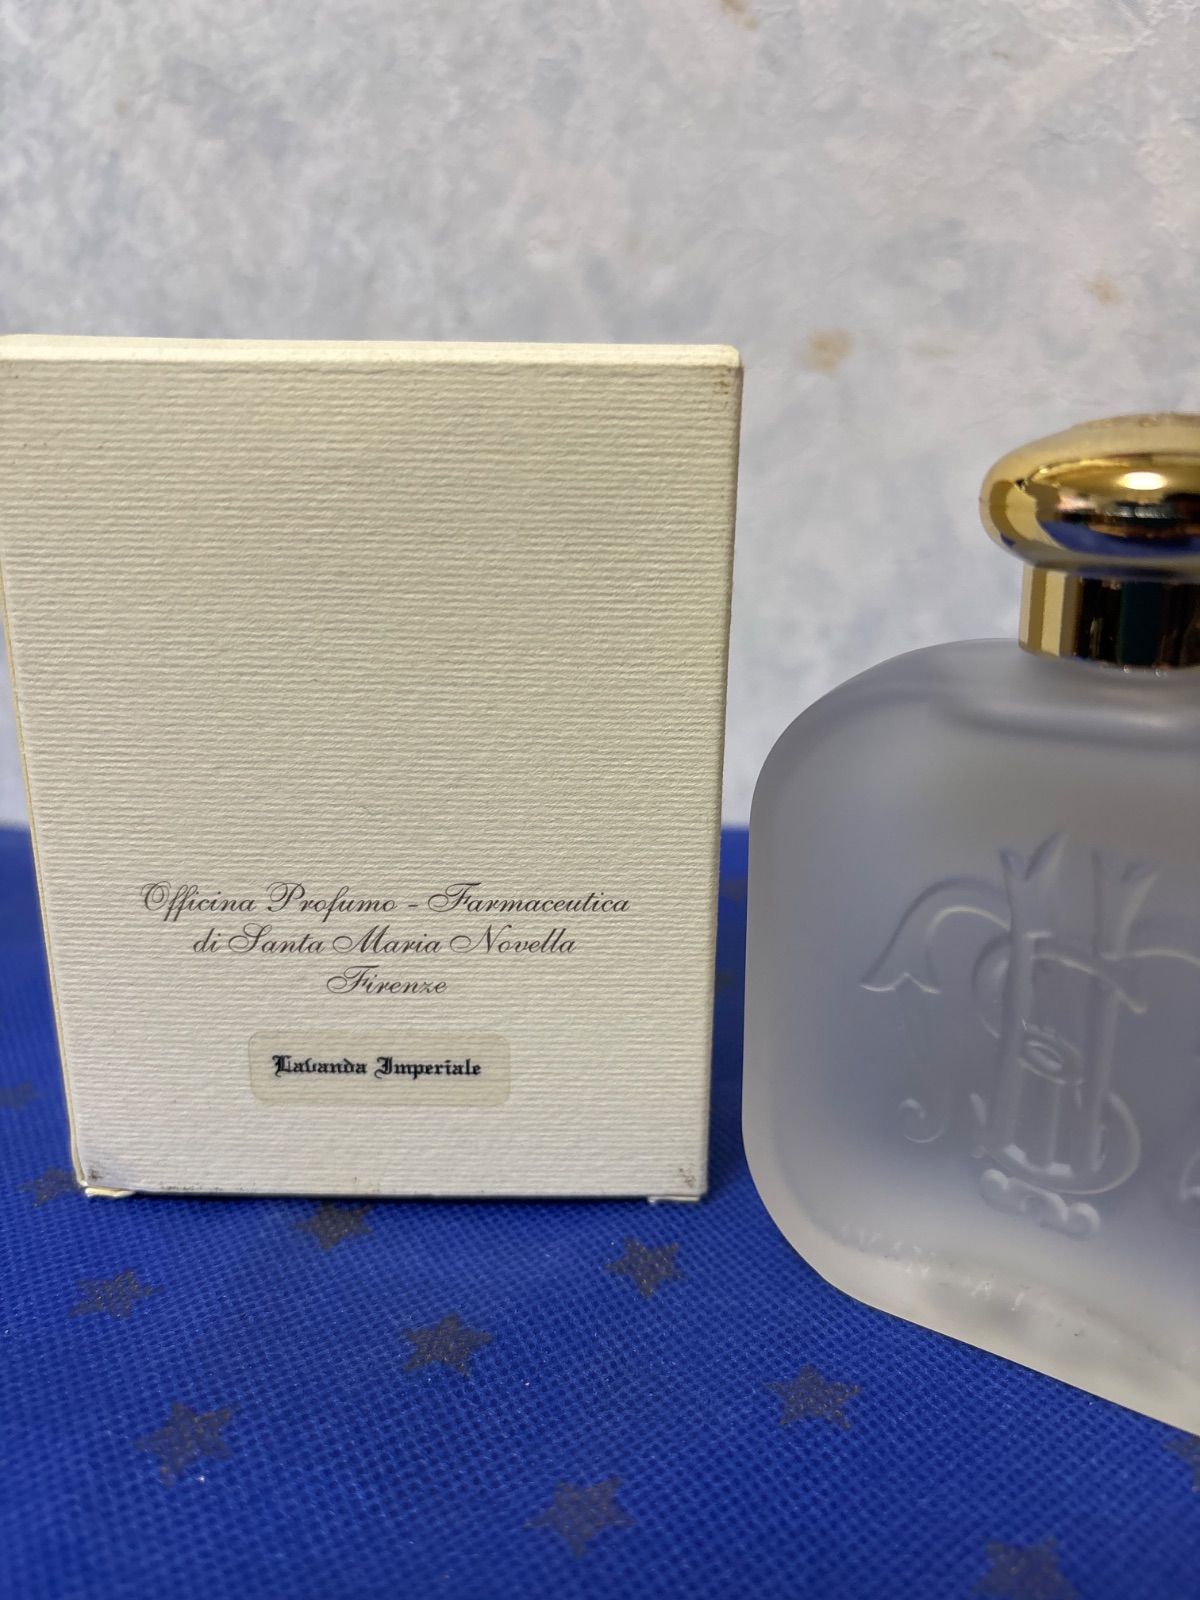 Officina Profumo - Farmaceutica
di Santa Maria Novella
Firenze
Lavanda Imperiale